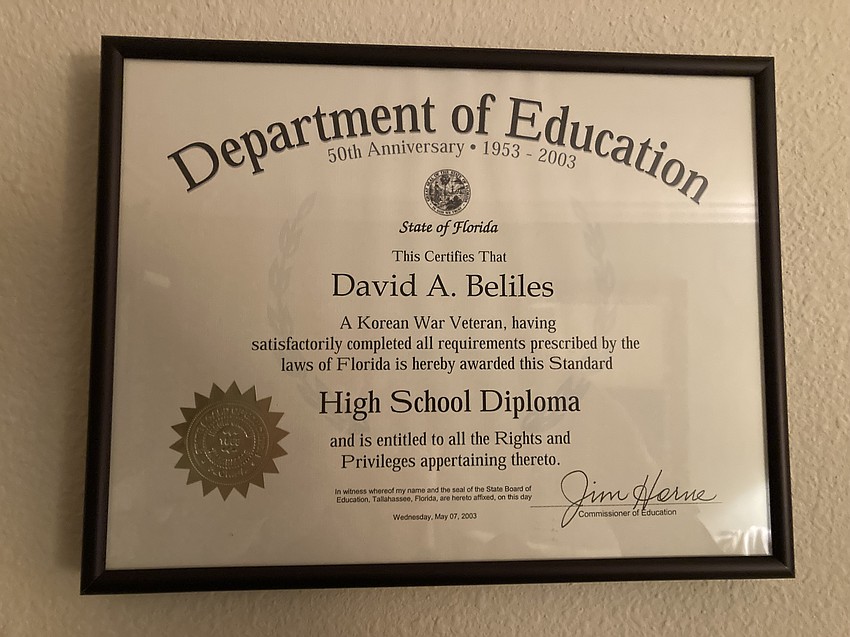 Department of Education
50th Anniversary • 1953 - 2003
State of Florida
This Certifies That
David A. Beliles
A Korean War Veteran, having
satisfactorily completed all requirements prescribed by the
laws of Florida is hereby awarded this Standard
High School Diploma
and is entitled to all the Rights and
Privileges appertaining thereto.
In witness whereof my name and the seal of the State Board of
Education, Tallahassee, Florida, are hereto affixed, on this day
Wednesday, May 07, 2003
Jim Horne
Commissioner of Education